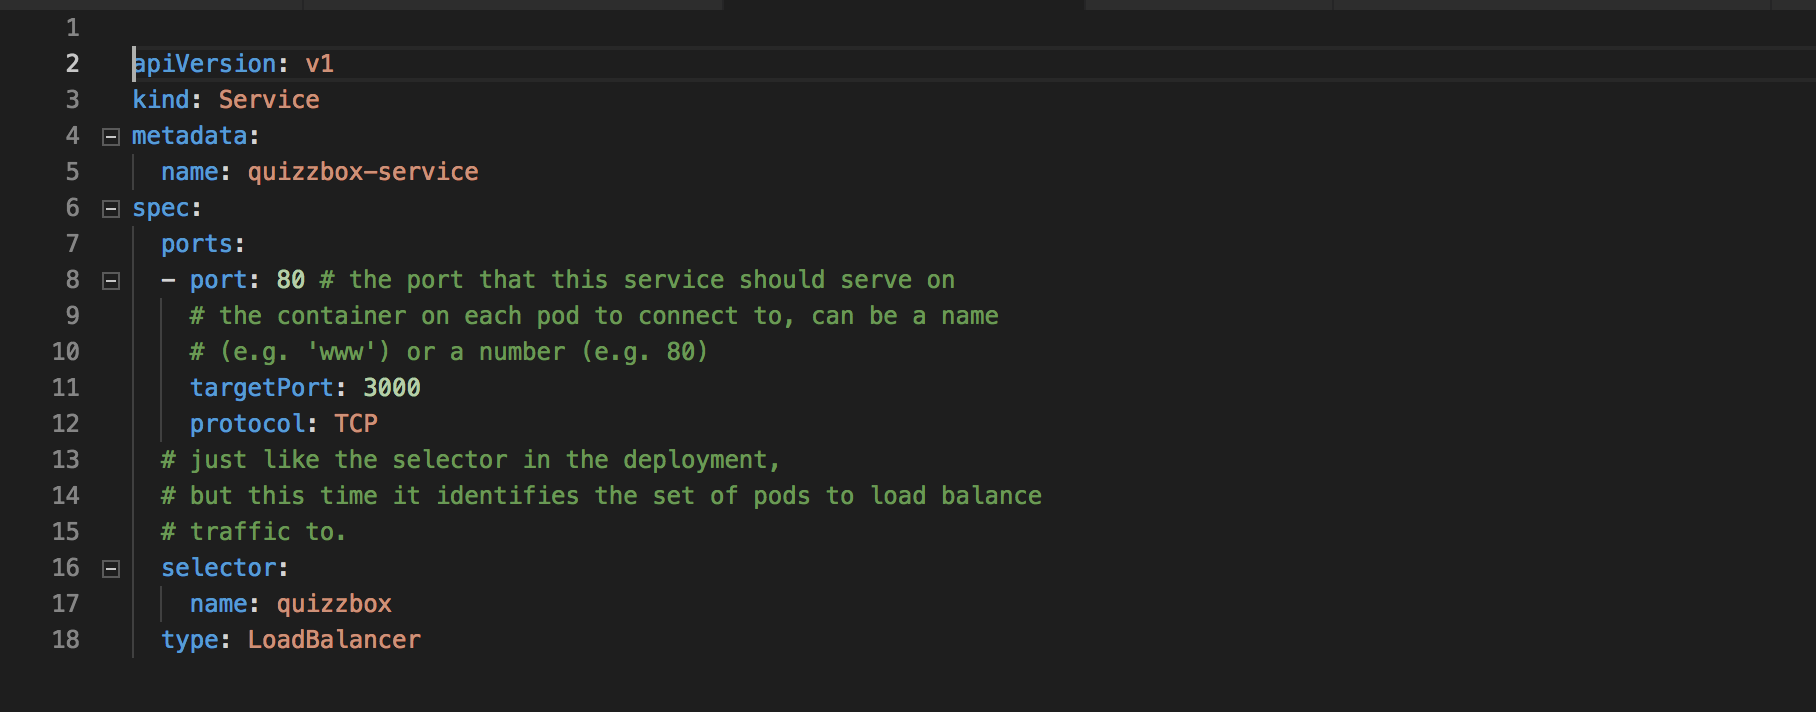 1
2 apiVersion: v1
3 kind: Service
4 metadata:
5   name: quizzbox-service
6 spec:
7   ports:
8   - port: 80 # the port that this service should serve on
9     # the container on each pod to connect to, can be a name
10     # (e.g. 'www') or a number (e.g. 80)
11     targetPort: 3000
12     protocol: TCP
13   # just like the selector in the deployment,
14   # but this time it identifies the set of pods to load balance
15   # traffic to.
16   selector:
17     name: quizzbox
18   type: LoadBalancer